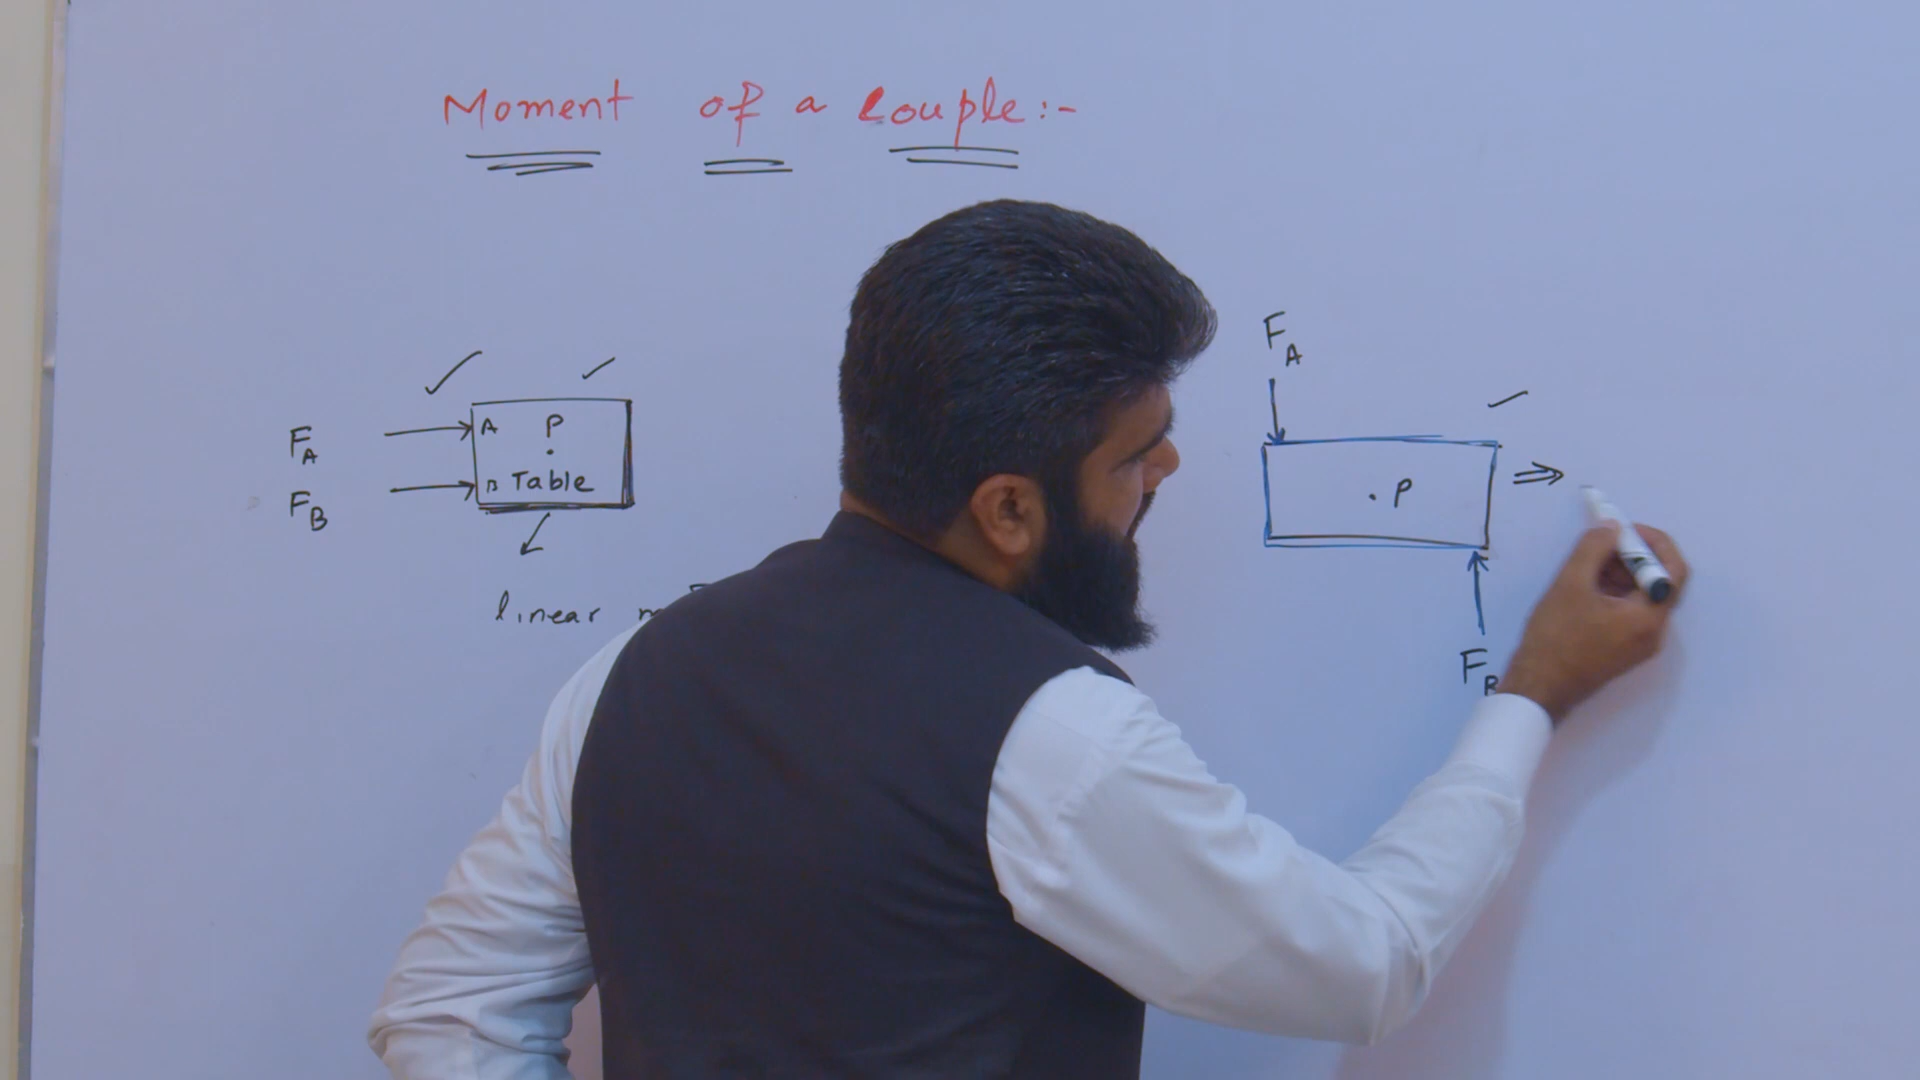 Moment of a Couple:-
F_A
A P
B Table
F_B
linear
F_A
. P
F_B